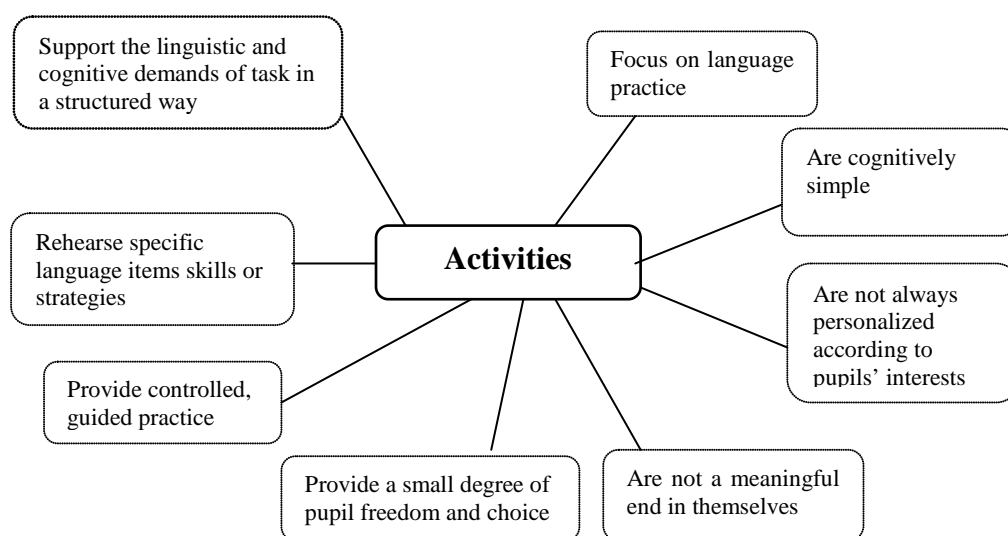 Support the linguistic and
cognitive demands of task in
a structured way
Focus on language
practice
Are cognitively
simple
Rehearse specific
language items skills or
strategies
Activities
Are not always
personalized
according to
pupils' interests
Provide controlled,
guided practice
Provide a small degree of
pupil freedom and choice
Are not a meaningful
end in themselves